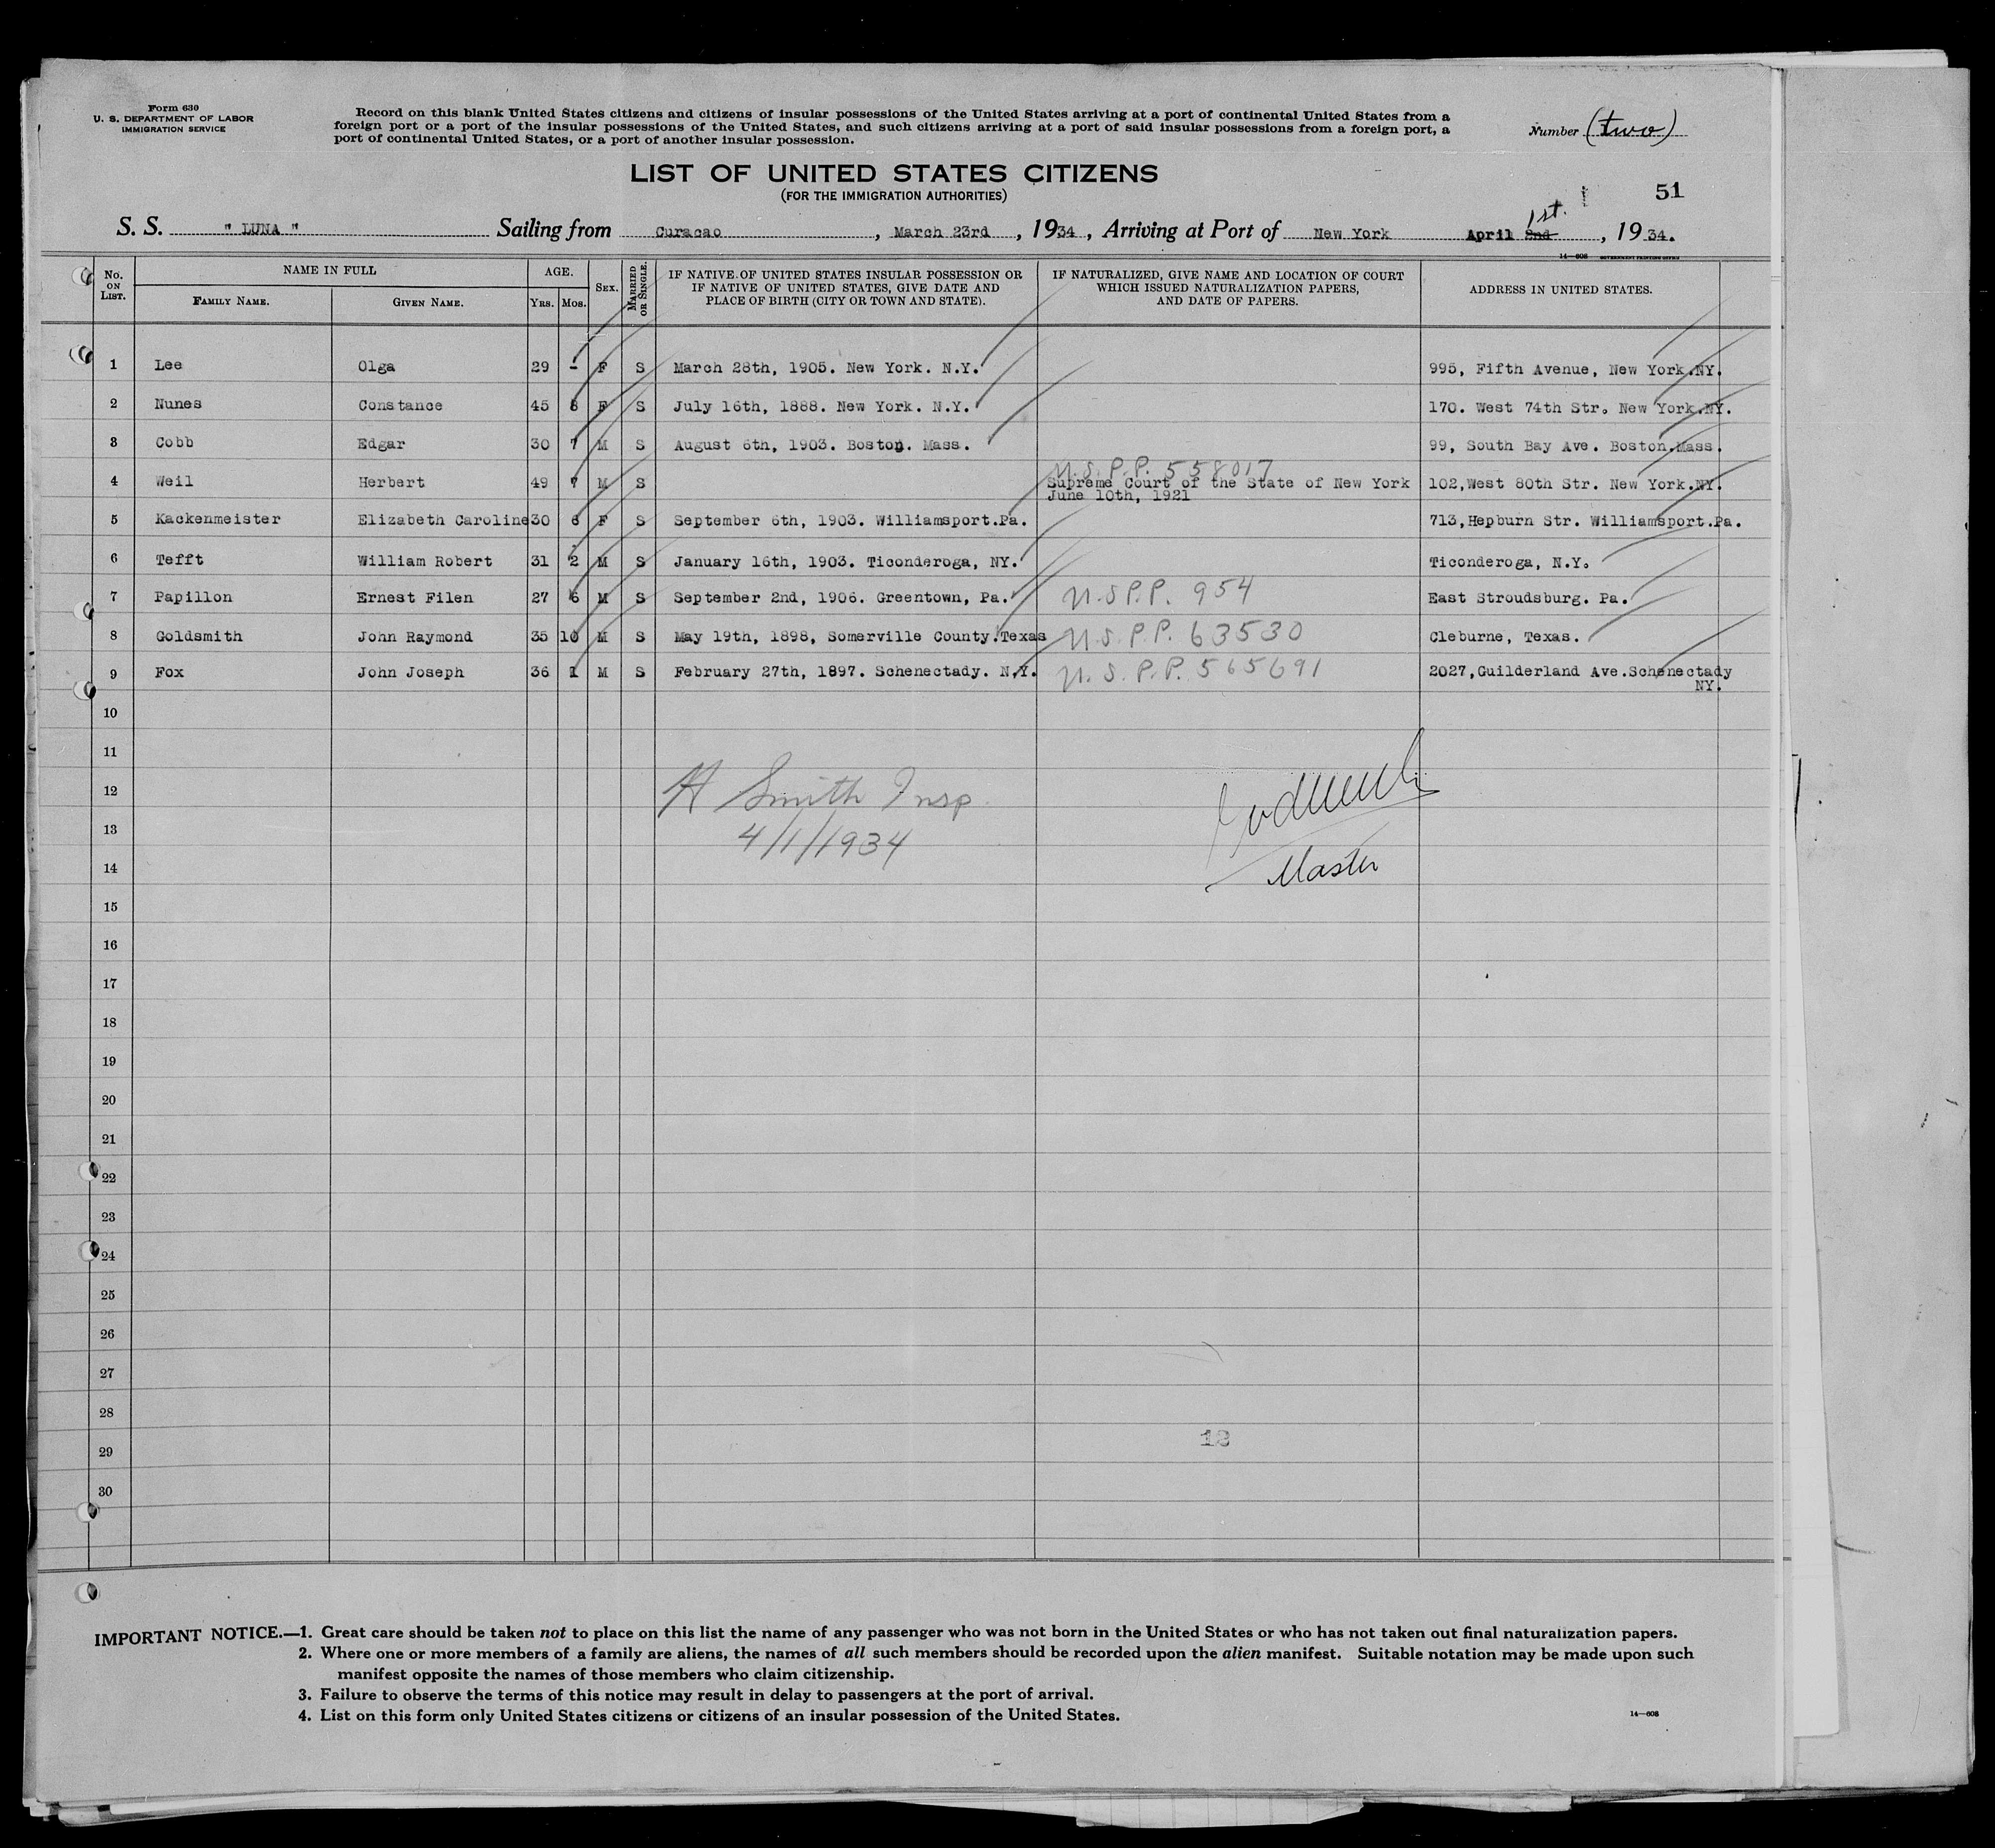 Form 630
U. S. DEPARTMENT OF LABOR
IMMIGRATION SERVICE
Record on this blank United States citizens and citizens of insular possessions of the United States arriving at a port of continental United States from a
foreign port or a port of the insular possessions of the United States, and such citizens arriving at a port of said insular possessions from a foreign port, a
port of continental United States, or a port of another insular possession.
Number (two)
LIST OF UNITED STATES CITIZENS
(FOR THE IMMIGRATION AUTHORITIES)
51
S. S. " LUNA " Sailing from Curacao, March 23rd, 1934, Arriving at Port of New York April 2nd 1st., 1934.
14—608 GOVERNMENT PRINTING OFFICE
No. ON LIST. NAME IN FULL FAMILY NAME. GIVEN NAME. AGE. YRS. MOS. SEX. MARRIED OR SINGLE. IF NATIVE OF UNITED STATES INSULAR POSSESSION OR IF NATIVE OF UNITED STATES, GIVE DATE AND PLACE OF BIRTH (CITY OR TOWN AND STATE). IF NATURALIZED, GIVE NAME AND LOCATION OF COURT WHICH ISSUED NATURALIZATION PAPERS, AND DATE OF PAPERS. ADDRESS IN UNITED STATES.
1 Lee Olga 29 - F S March 28th, 1905. New York. N.Y. 995, Fifth Avenue, New York.NY.
2 Nunes Constance 45 8 F S July 16th, 1888. New York. N.Y. 170. West 74th Str. New York.NY.
3 Cobb Edgar 30 7 M S August 6th, 1903. Boston. Mass. 99, South Bay Ave. Boston.Mass.
U.S.P.P. 558017
4 Weil Herbert 49 7 M S Supreme Court of the State of New York 102,West 80th Str. New York.NY.
June 10th, 1921
5 Kackenmeister Elizabeth Caroline 30 6 F S September 6th, 1903. Williamsport.Pa. 713,Hepburn Str. Williamsport.Pa.
6 Tefft William Robert 31 2 M S January 16th, 1903. Ticonderoga, NY. Ticonderoga, N.Y.
7 Papillon Ernest Filen 27 6 M S September 2nd, 1906. Greentown, Pa. U.S.P.P. 954 East Stroudsburg. Pa.
8 Goldsmith John Raymond 35 10 M S May 19th, 1898, Somerville County.Texas U.S.P.P. 63530 Cleburne, Texas.
9 Fox John Joseph 36 1 M S February 27th, 1897. Schenectady. N.Y. U.S.P.P. 565691 2027,Guilderland Ave.Schenectady
NY.
10
11
12
13
14
H Smith Insp.
4/1/1934
Master
15
16
17
18
19
20
21
22
23
24
25
26
27
28
12
29
30
IMPORTANT NOTICE.—1. Great care should be taken not to place on this list the name of any passenger who was not born in the United States or who has not taken out final naturalization papers.
2. Where one or more members of a family are aliens, the names of all such members should be recorded upon the alien manifest. Suitable notation may be made upon such
manifest opposite the names of those members who claim citizenship.
3. Failure to observe the terms of this notice may result in delay to passengers at the port of arrival.
4. List on this form only United States citizens or citizens of an insular possession of the United States.
14—608